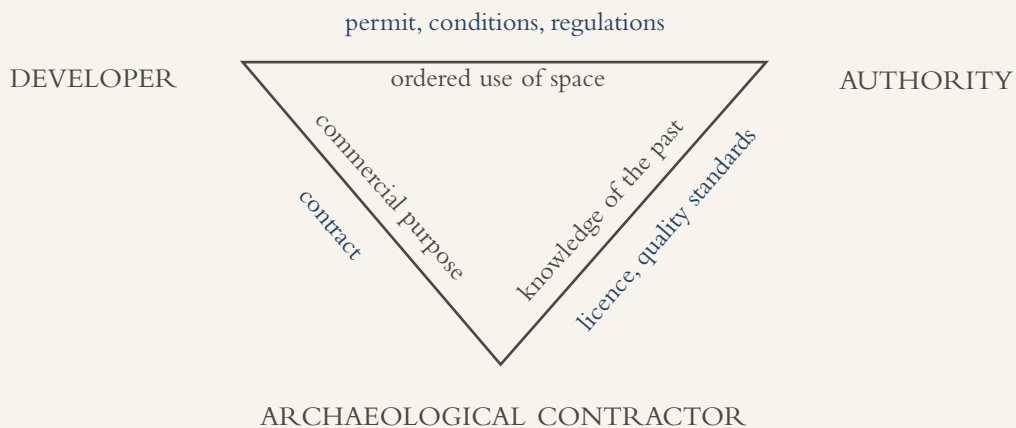 permit, conditions, regulations
DEVELOPER
ordered use of space
AUTHORITY
commercial purpose
knowledge of the past
contract
licence, quality standards
ARCHAEOLOGICAL CONTRACTOR